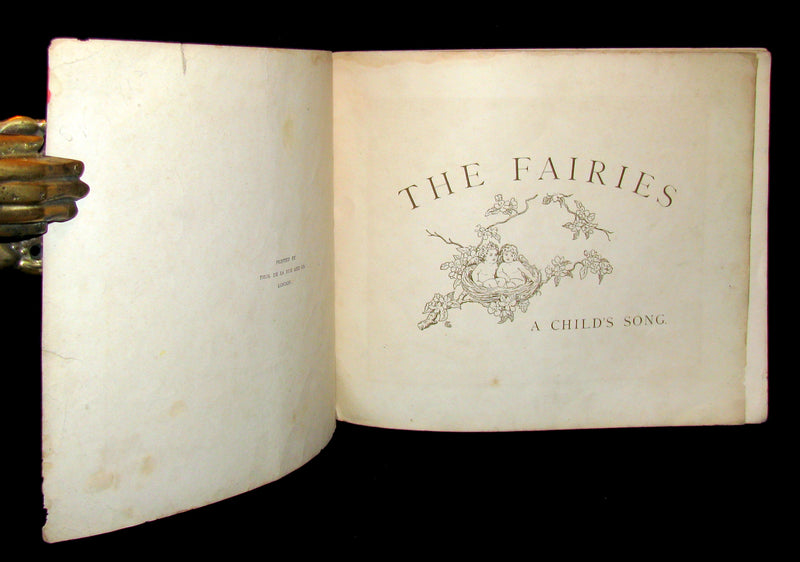 PRINTED BY
THOS. DE LA RUE AND CO.
LONDON.
THE FAIRIES
A CHILD'S SONG.